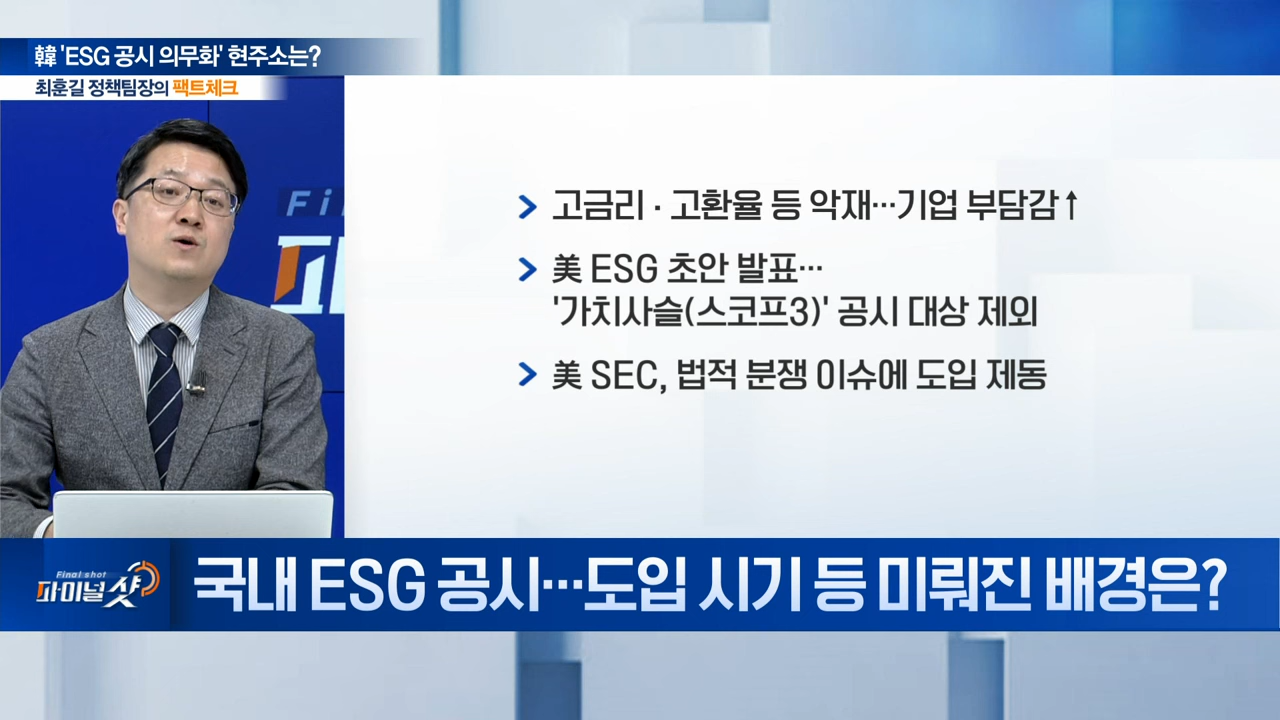 韓 'ESG 공시 의무화' 현주소는?
최훈길 정책팀장의 팩트체크
Fi
파
고금리·고환율 등 악재…기업 부담감↑
美 ESG 초안 발표…
'가치사슬(스코프3)' 공시 대상 제외
美 SEC, 법적 분쟁 이슈에 도입 제동
Final shot
파이널샷
국내 ESG 공시…도입 시기 등 미뤄진 배경은?